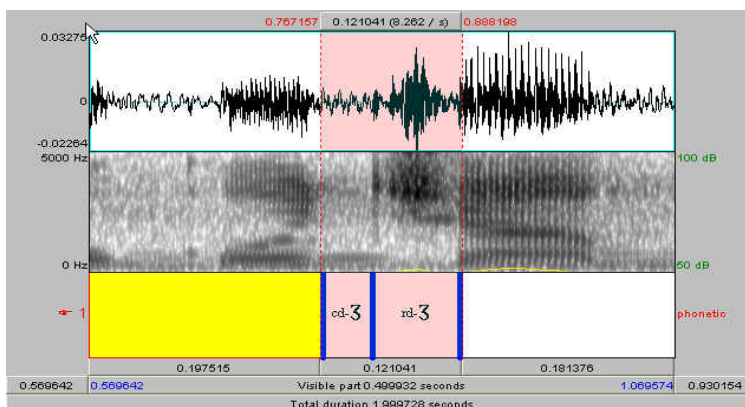 0.767157 0.121041 (8.262 / s) 0.888198
0.03275
0
-0.02264
5000 Hz 100 dB
0 Hz 50 dB
1 cd-ʒ rd-ʒ phonetic
0.197515 0.121041 0.181376
0.569642 0.569642 Visible part 0.499932 seconds 1.069574 0.930154
Total duration 1.999728 seconds